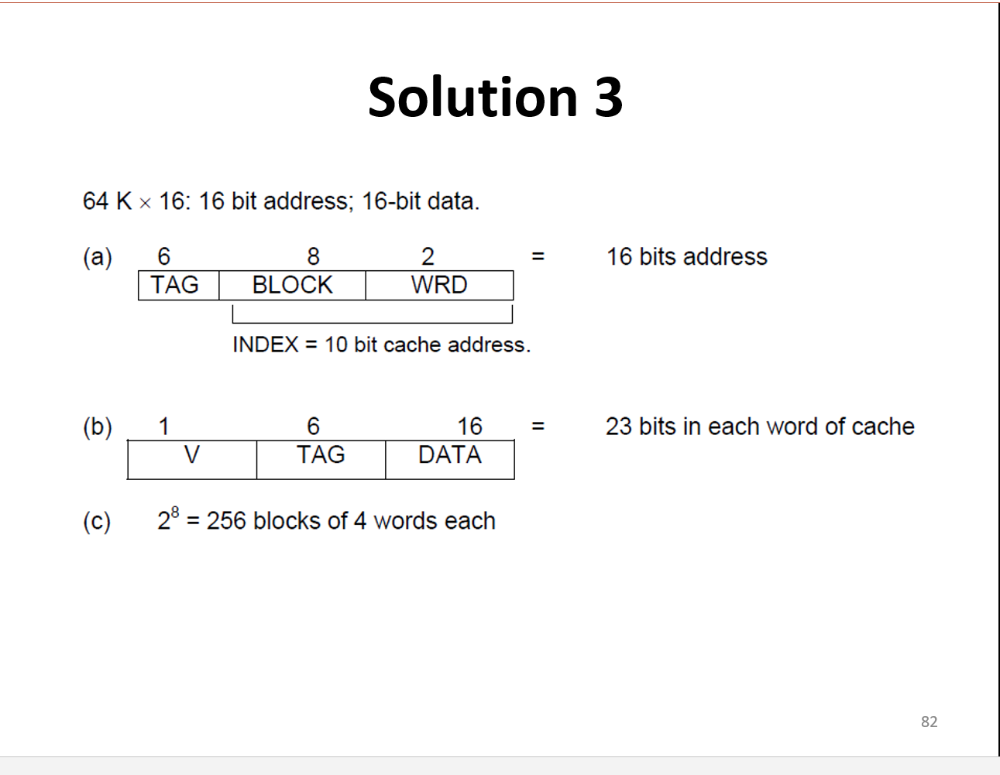 Solution 3
64 K × 16: 16 bit address; 16-bit data.
(a) 6 8 2 = 16 bits address
TAG BLOCK WRD
INDEX = 10 bit cache address.
(b) 1 6 16 = 23 bits in each word of cache
V TAG DATA
(c) 2⁸ = 256 blocks of 4 words each
82